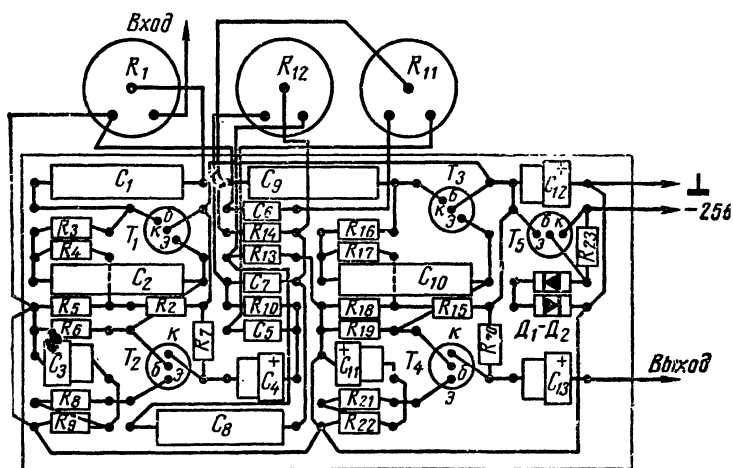 Вход
R1
R12
R11
C1
C9
T3
C12
⊥
-25В
C6
R3
T1
Б
К
Э
R14
R16
Б
К
Э
T5
Б
К
Э
R23
R4
R13
R17
C2
C7
C10
R5
R2
R10
R18
R15
Д1-Д2
R6
R7
C5
R19
R20
C3
T2
К
Б
Э
C4
C11
T4
К
Б
Э
C13
Выход
R8
R21
R9
C8
R22